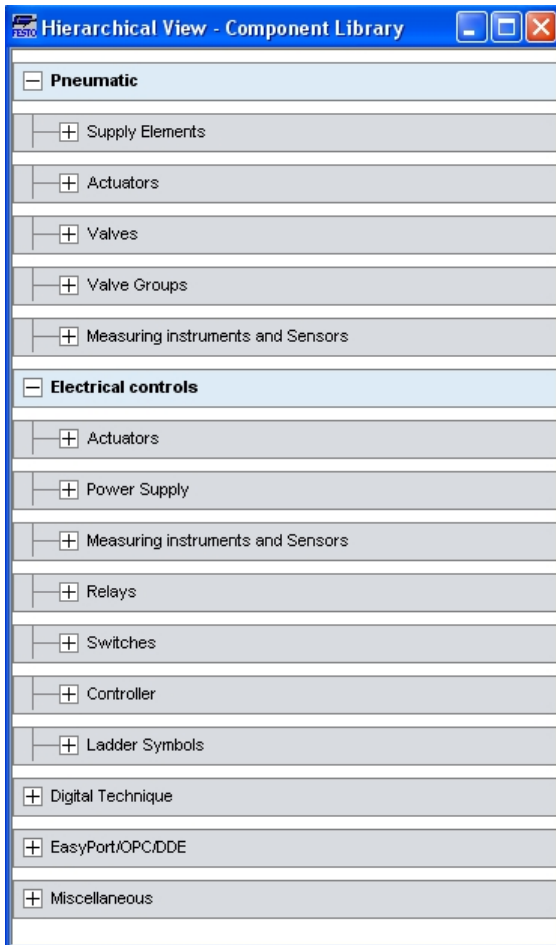 FESTO Hierarchical View - Component Library
Pneumatic
Supply Elements
Actuators
Valves
Valve Groups
Measuring instruments and Sensors
Electrical controls
Actuators
Power Supply
Measuring instruments and Sensors
Relays
Switches
Controller
Ladder Symbols
Digital Technique
EasyPort/OPC/DDE
Miscellaneous